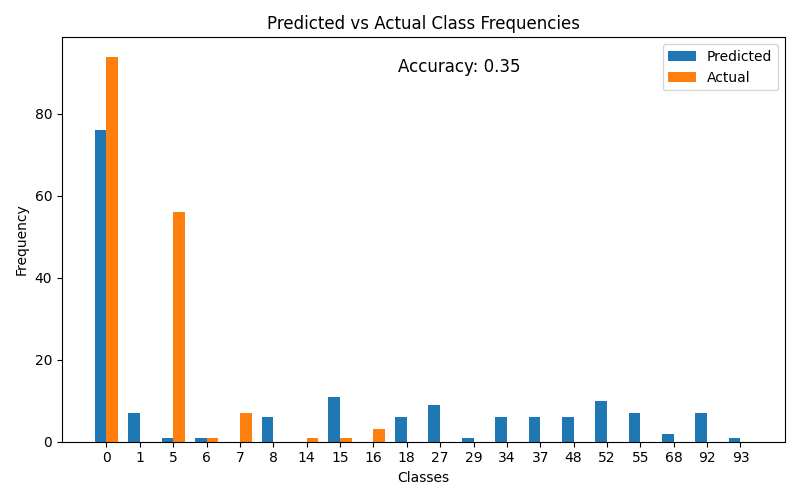 Predicted vs Actual Class Frequencies
Accuracy: 0.35
Predicted
Actual
Frequency
80
60
40
20
0
0 1 5 6 7 8 14 15 16 18 27 29 34 37 48 52 55 68 92 93
Classes